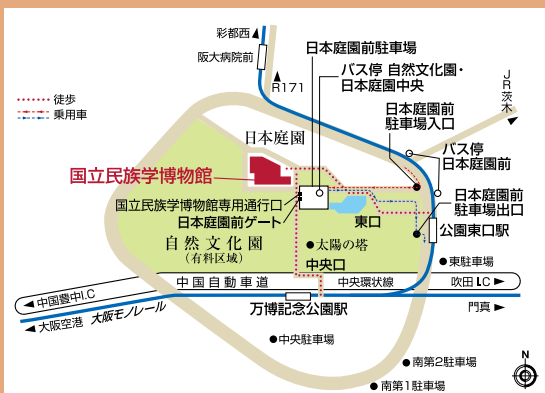 彩都西
阪大病院前
R171
日本庭園前駐車場
バス停 自然文化園・
日本庭園中央
JR茨木
徒歩
乗用車
日本庭園前
駐車場入口
日本庭園
バス停
日本庭園前
国立民族学博物館
国立民族学博物館専用通行口
日本庭園前ゲート
日本庭園前
駐車場出口
東口
公園東口駅
自然文化園
(有料区域)
太陽の塔
中央口
東駐車場
中国自動車道
中央環状線
吹田I.C
中国豊中I.C
大阪空港
大阪モノレール
万博記念公園駅
門真
中央駐車場
南第2駐車場
南第1駐車場
N